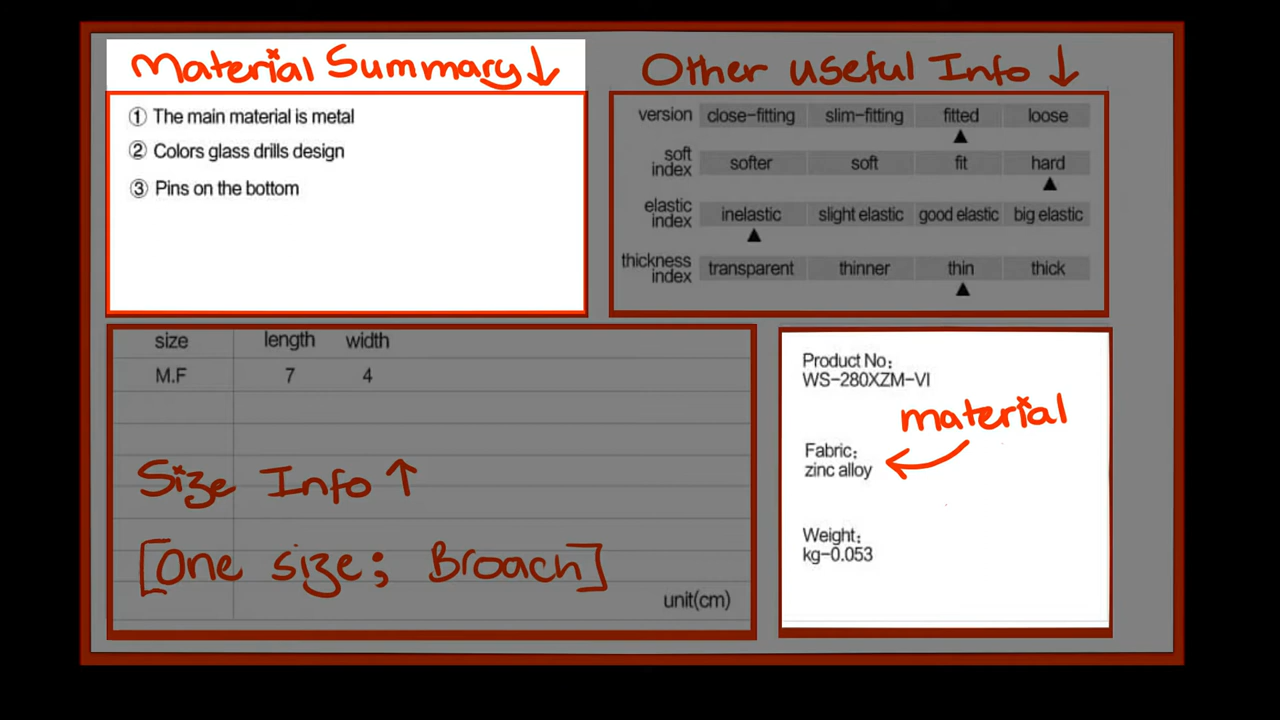 Material Summary ↓
① The main material is metal
② Colors glass drills design
③ Pins on the bottom
Other useful Info ↓
version close-fitting slim-fitting fitted loose
▲
soft index softer soft fit hard
▲
elastic index inelastic slight elastic good elastic big elastic
▲
thickness index transparent thinner thin thick
▲
size length width
M.F 7 4
Size Info ↑
[One size; Broach]
unit(cm)
Product No:
WS-280XZM-VI
material
Fabric:
zinc alloy
Weight:
kg-0.053